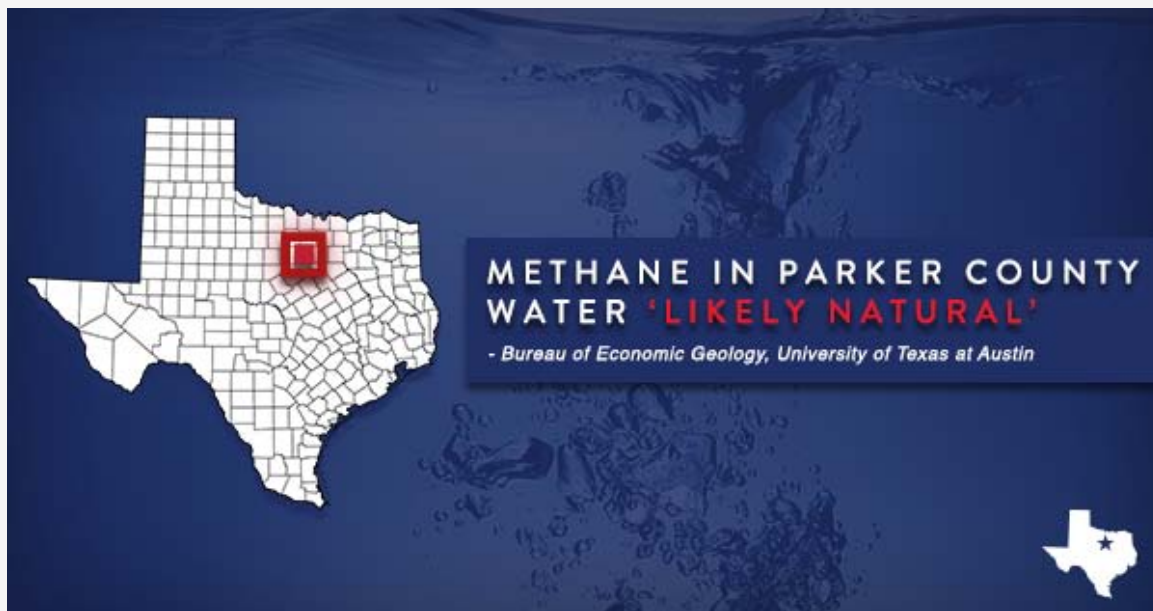 METHANE IN PARKER COUNTY
WATER 'LIKELY NATURAL'
- Bureau of Economic Geology, University of Texas at Austin